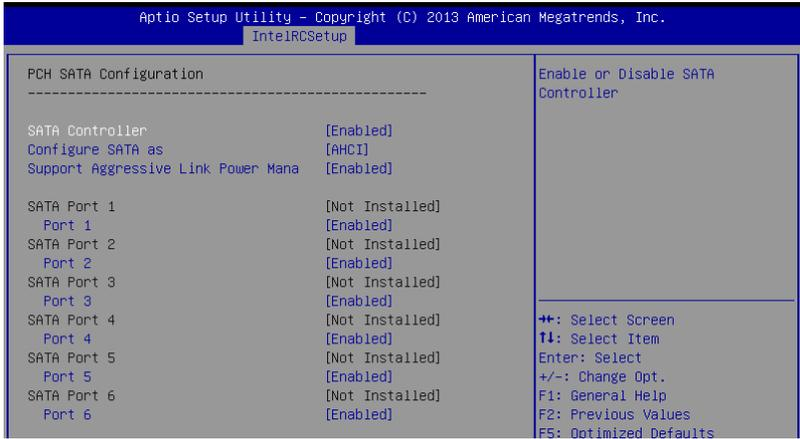 Aptio Setup Utility – Copyright (C) 2013 American Megatrends, Inc.
IntelRCSetup
PCH SATA Configuration
--------------------------------------------------
SATA Controller [Enabled]
Configure SATA as [AHCI]
Support Aggressive Link Power Mana [Enabled]
SATA Port 1 [Not Installed]
Port 1 [Enabled]
SATA Port 2 [Not Installed]
Port 2 [Enabled]
SATA Port 3 [Not Installed]
Port 3 [Enabled]
SATA Port 4 [Not Installed]
Port 4 [Enabled]
SATA Port 5 [Not Installed]
Port 5 [Enabled]
SATA Port 6 [Not Installed]
Port 6 [Enabled]
Enable or Disable SATA
Controller
→←: Select Screen
↑↓: Select Item
Enter: Select
+/-: Change Opt.
F1: General Help
F2: Previous Values
F5: Optimized Defaults